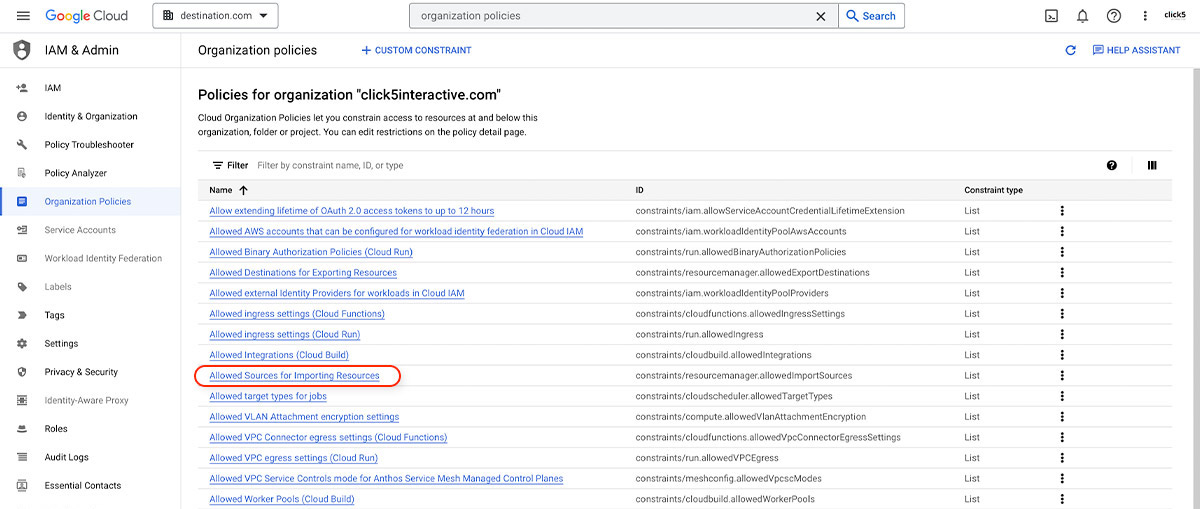 Google Cloud
destination.com
organization policies
Search
click5
IAM & Admin
Organization policies
CUSTOM CONSTRAINT
HELP ASSISTANT
IAM
Identity & Organization
Policy Troubleshooter
Policy Analyzer
Organization Policies
Service Accounts
Workload Identity Federation
Labels
Tags
Settings
Privacy & Security
Identity-Aware Proxy
Roles
Audit Logs
Essential Contacts
Policies for organization "click5interactive.com"
Cloud Organization Policies let you constrain access to resources at and below this
organization, folder or project. You can edit restrictions on the policy detail page.
Filter Filter by constraint name, ID, or type
Name ID Constraint type
Allow extending lifetime of OAuth 2.0 access tokens to up to 12 hours constraints/iam.allowServiceAccountCredentialLifetimeExtension List
Allowed AWS accounts that can be configured for workload identity federation in Cloud IAM constraints/iam.workloadIdentityPoolAwsAccounts List
Allowed Binary Authorization Policies (Cloud Run) constraints/run.allowedBinaryAuthorizationPolicies List
Allowed Destinations for Exporting Resources constraints/resourcemanager.allowedExportDestinations List
Allowed external Identity Providers for workloads in Cloud IAM constraints/iam.workloadIdentityPoolProviders List
Allowed ingress settings (Cloud Functions) constraints/cloudfunctions.allowedIngressSettings List
Allowed ingress settings (Cloud Run) constraints/run.allowedIngress List
Allowed Integrations (Cloud Build) constraints/cloudbuild.allowedIntegrations List
Allowed Sources for Importing Resources constraints/resourcemanager.allowedImportSources List
Allowed target types for jobs constraints/cloudscheduler.allowedTargetTypes List
Allowed VLAN Attachment encryption settings constraints/compute.allowedVlanAttachmentEncryption List
Allowed VPC Connector egress settings (Cloud Functions) constraints/cloudfunctions.allowedVpcConnectorEgressSettings List
Allowed VPC egress settings (Cloud Run) constraints/run.allowedVPCEgress List
Allowed VPC Service Controls mode for Anthos Service Mesh Managed Control Planes constraints/meshconfig.allowedVpcscModes List
Allowed Worker Pools (Cloud Build) constraints/cloudbuild.allowedWorkerPools List